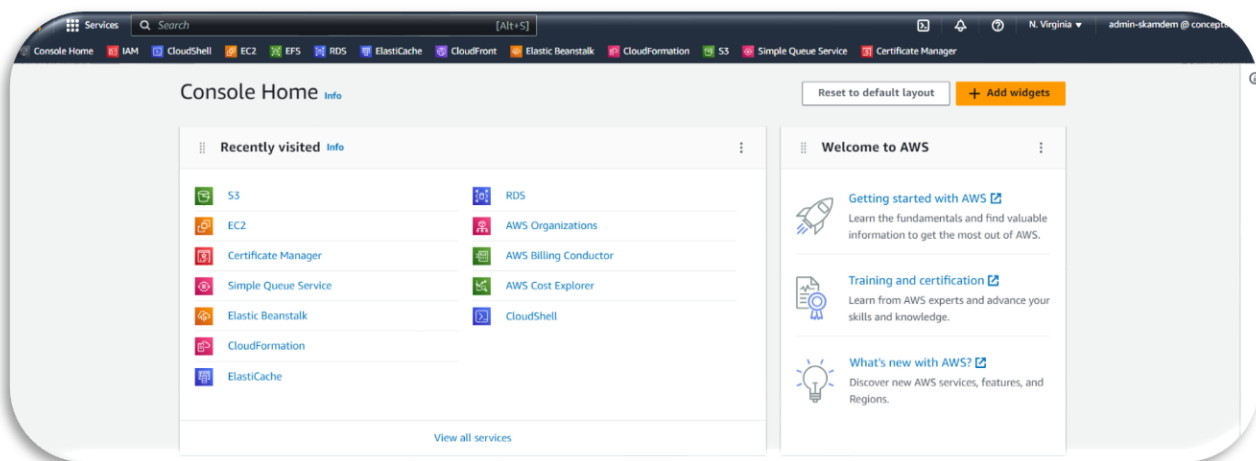 Services Search [Alt+S] N. Virginia admin-skamdem @
Console Home IAM CloudShell EC2 EFS RDS ElastiCache CloudFront Elastic Beanstalk CloudFormation S3 Simple Queue Service Certificate Manager
Console Home Info
Reset to default layout
+ Add widgets
Recently visited Info
S3
EC2
Certificate Manager
Simple Queue Service
Elastic Beanstalk
CloudFormation
ElastiCache
RDS
AWS Organizations
AWS Billing Conductor
AWS Cost Explorer
CloudShell
View all services
Welcome to AWS
Getting started with AWS
Learn the fundamentals and find valuable
information to get the most out of AWS.
Training and certification
Learn from AWS experts and advance your
skills and knowledge.
What's new with AWS?
Discover new AWS services, features, and
Regions.